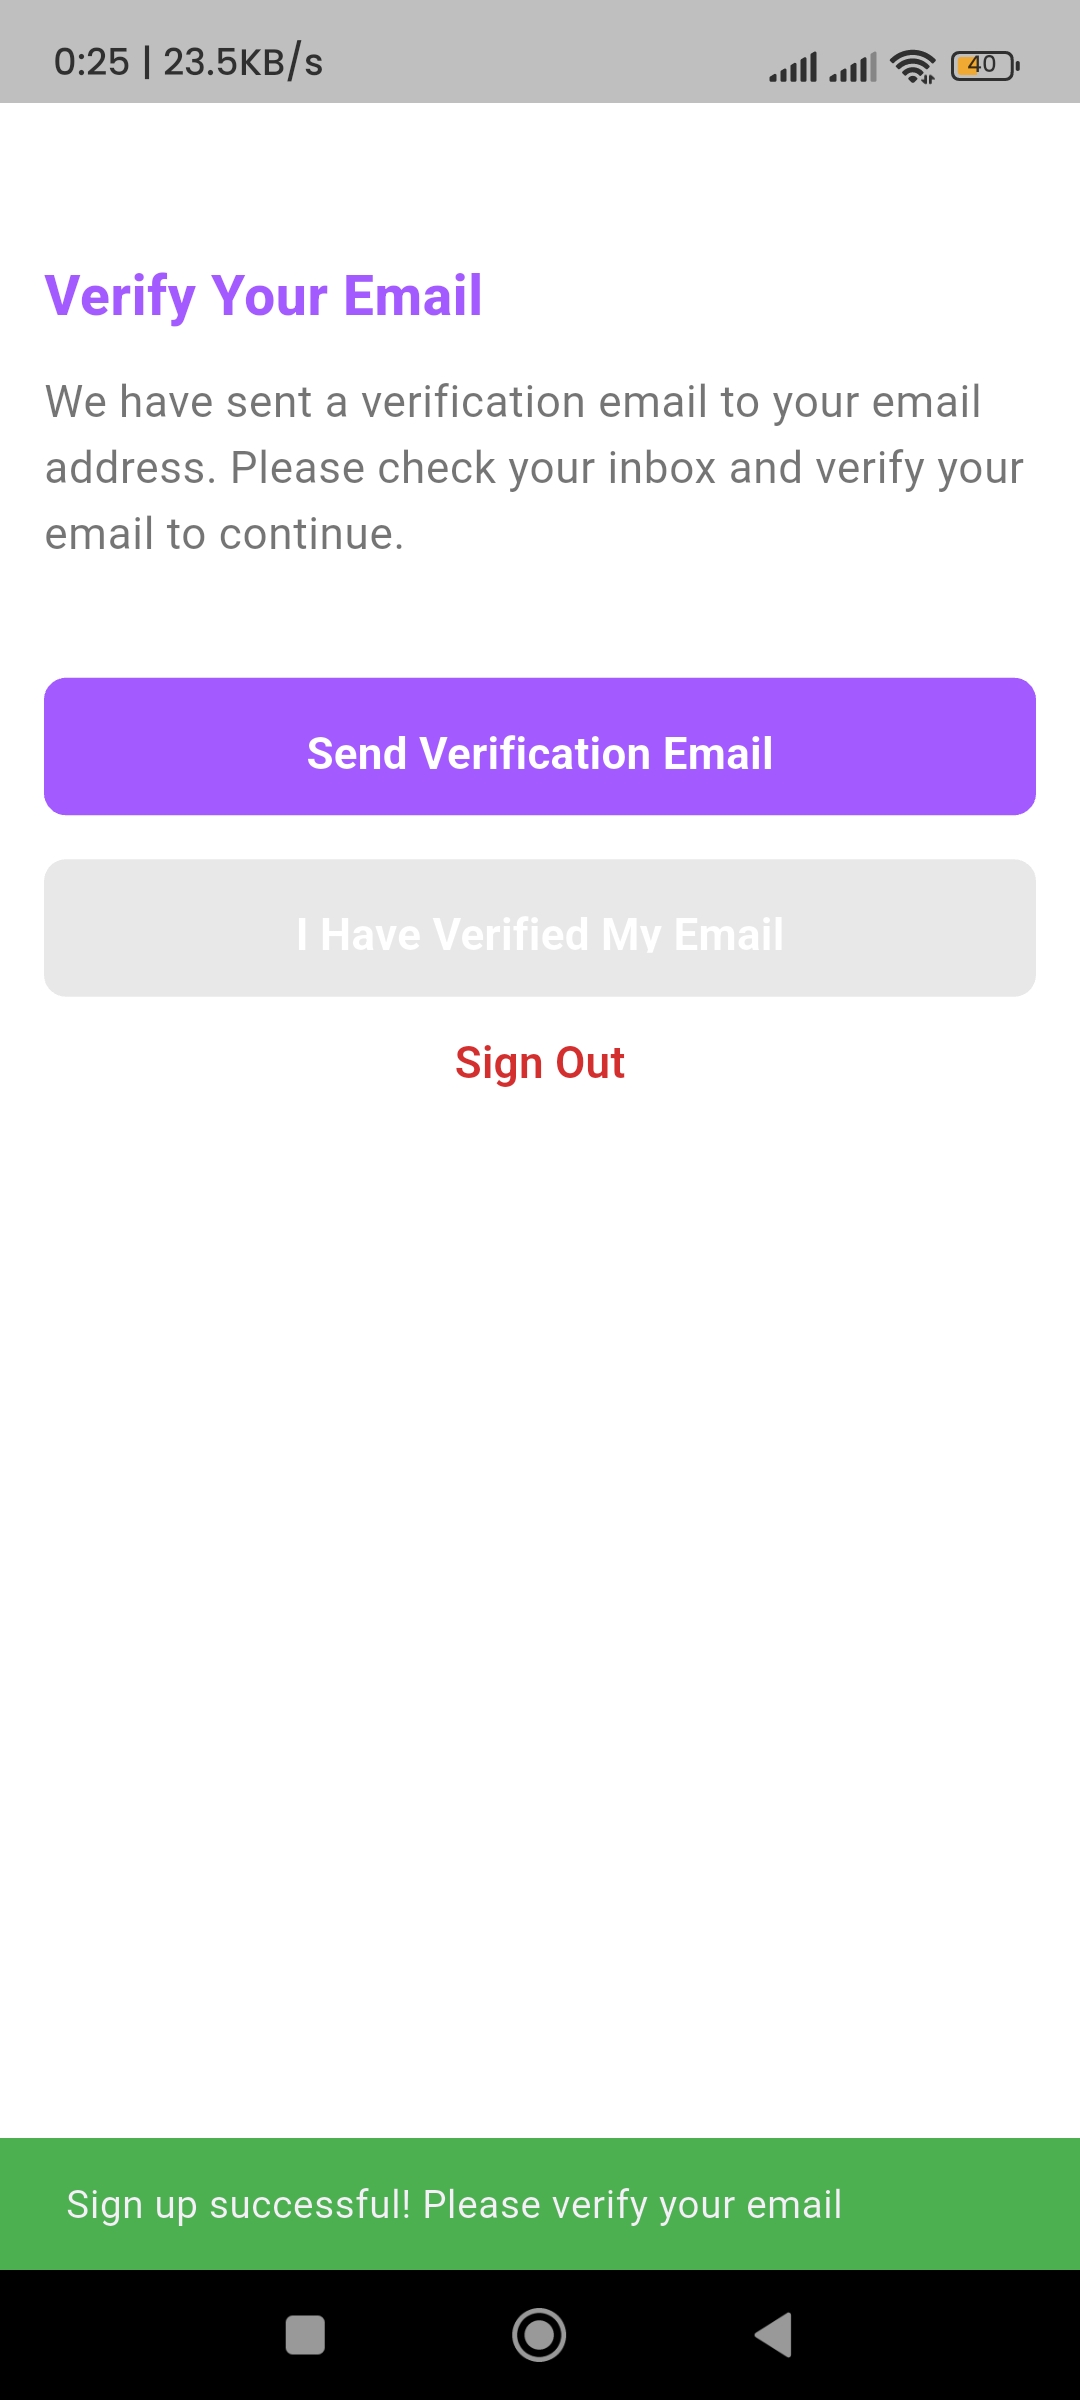 0:25 | 23.5KB/s 40
Verify Your Email
We have sent a verification email to your email
address. Please check your inbox and verify your
email to continue.
Send Verification Email
I Have Verified My Email
Sign Out
Sign up successful! Please verify your email